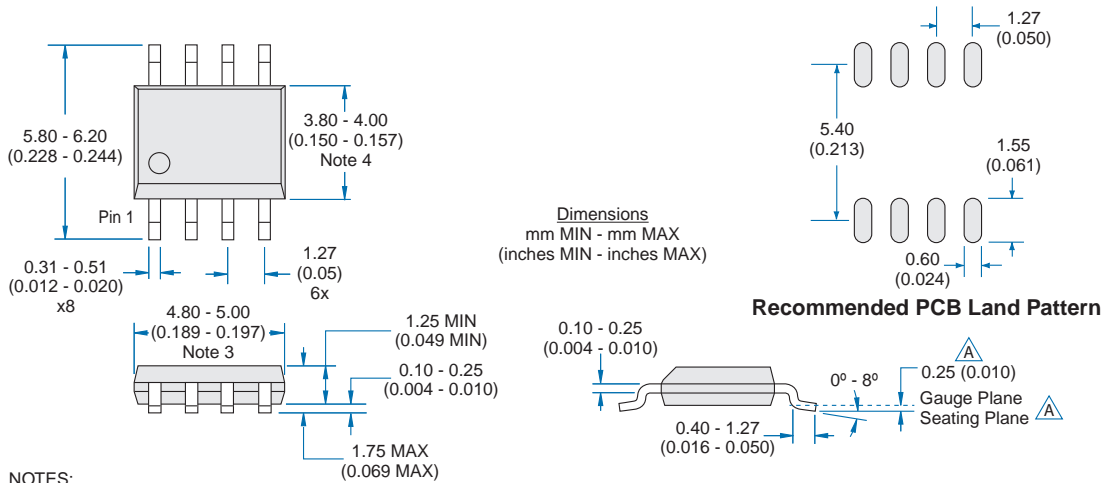 1.27
(0.050)
5.80 - 6.20
(0.228 - 0.244)
3.80 - 4.00
(0.150 - 0.157)
Note 4
Pin 1
5.40
(0.213)
1.55
(0.061)
Dimensions
mm MIN - mm MAX
(inches MIN - inches MAX)
0.31 - 0.51
(0.012 - 0.020)
x8
1.27
(0.05)
6x
0.60
(0.024)
Recommended PCB Land Pattern
4.80 - 5.00
(0.189 - 0.197)
Note 3
1.25 MIN
(0.049 MIN)
0.10 - 0.25
(0.004 - 0.010)
1.75 MAX
(0.069 MAX)
0.10 - 0.25
(0.004 - 0.010)
0º - 8º
A
0.25 (0.010)
Gauge Plane
Seating Plane A
0.40 - 1.27
(0.016 - 0.050)
NOTES: